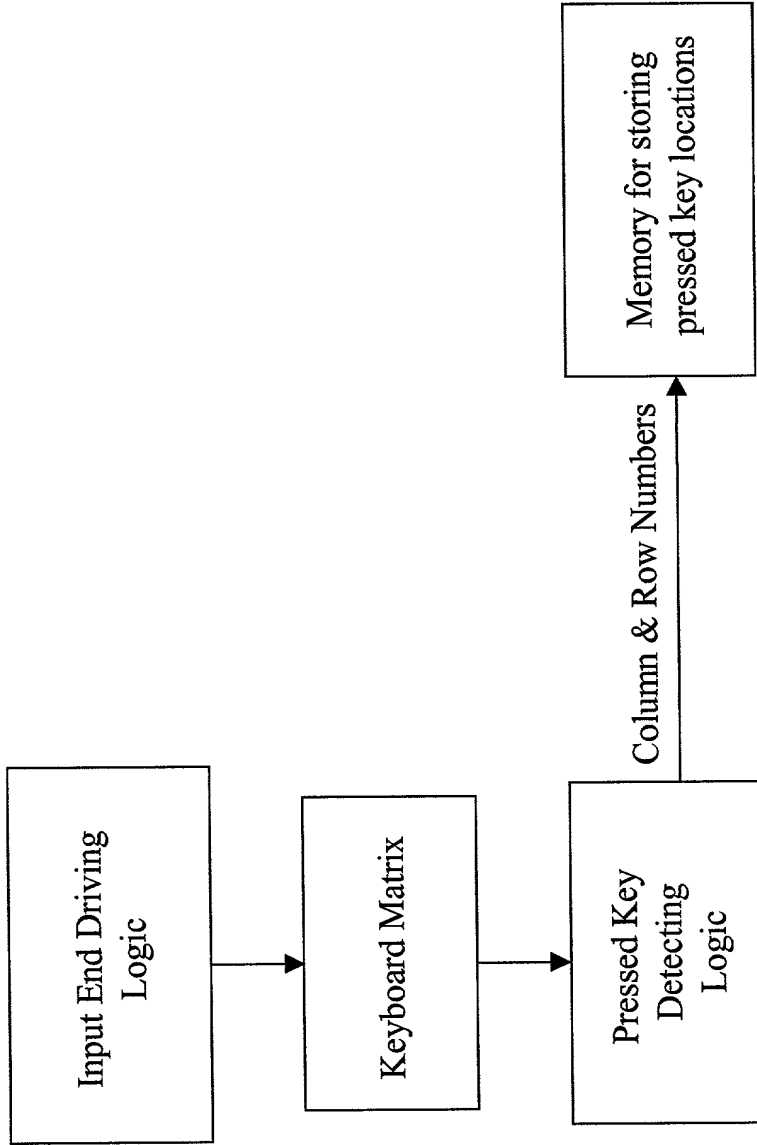 Input End Driving
Logic
Keyboard Matrix
Pressed Key
Detecting
Logic
Column & Row Numbers
Memory for storing
pressed key locations